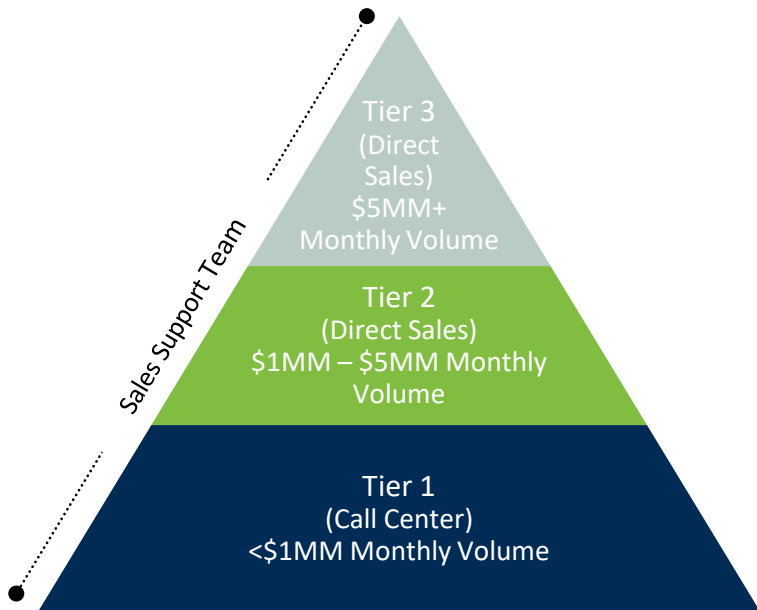 Tier 3
(Direct
Sales)
$5MM+
Monthly Volume
Sales Support Team
Tier 2
(Direct Sales)
$1MM – $5MM Monthly
Volume
Tier 1
(Call Center)
<$1MM Monthly Volume